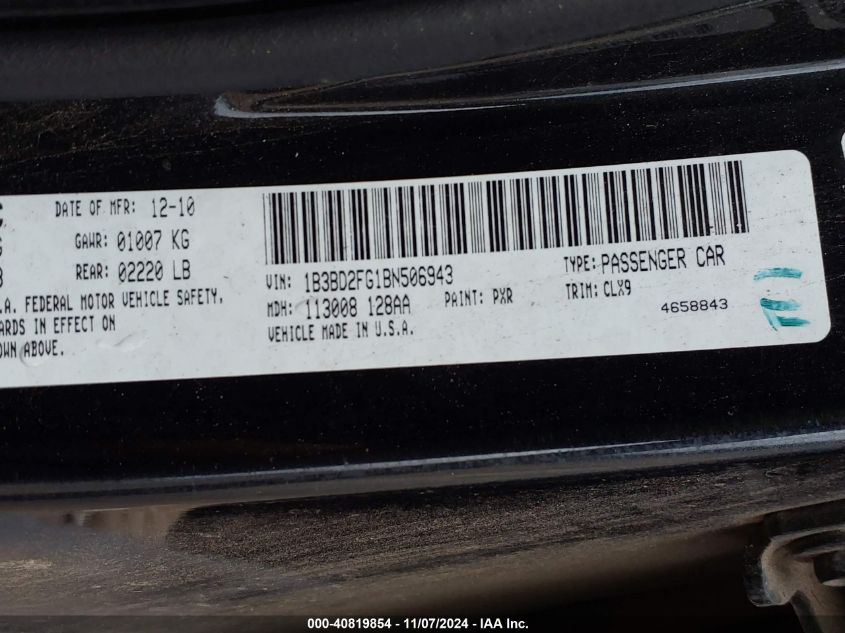 DATE OF MFR: 12-10
GAWR: 01007 KG
REAR: 02220 LB
.A. FEDERAL MOTOR VEHICLE SAFETY,
ARDS IN EFFECT ON
OWN ABOVE.
VIN: 1B3BD2FG1BN506943
TYPE: PASSENGER CAR
MDH: 113008 128AA PAINT: PXR
TRIM: CLX9
VEHICLE MADE IN U.S.A.
4658843
000-40819854 - 11/07/2024 - IAA Inc.